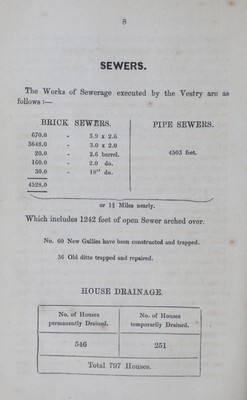 8
SEWERS.
The Works of Sewerage executed by the Vestry are as
follows :—
BRICK SEWERS. PIPE SEWERS.
670.0 - 3.9 x 2.6
3648.0 - 3.0 x 2.0
20.0 - 2.6 barrel. 4503 feet.
160.0 - 2.0 do.
30.0 - 18" do.
4528.0
or 1¾ Miles nearly.
Which includes 1242 feet of open Sewer arched over.
No. 60 New Gullies have been constructed and trapped.
36 Old ditto trapped and repaired.
HOUSE DRAINAGE
No. of Houses No. of Houses
permanently Drained. temporarily Drained.
546 251
Total 797 Houses.